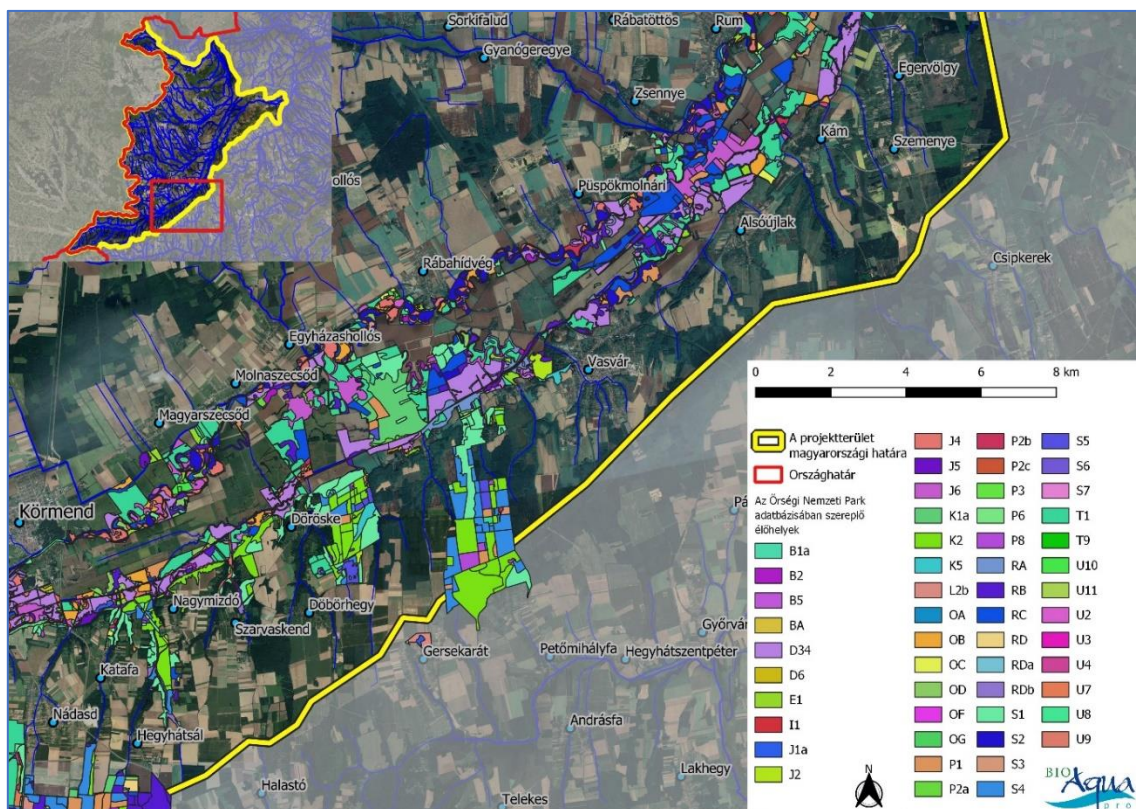 Sorkifalud
Rábatöttös
Rum
Gyanógeregye
Egervölgy
Zsennye
Kám
Szemenye
hollós
Püspökmolnári
Alsóújlak
Csipkerek
Rábahídvég
Egyházashollós
Vasvár
Molnaszecsőd
Magyarszecsőd
Körmend
Döröske
Nagymizdó
Döbörhegy
Szarvaskend
Győrvár
Gersekarát
Petőmihályfa
Hegyhátszentpéter
Katafa
Nádasd
Andrásfa
Hegyhátsál
Halastó
Lakhegy
Telekes
0 2 4 6 8 km
A projektterület
magyarországi határa
Országhatár
Az Őrségi Nemzeti Park
adatbázisában szereplő
élőhelyek
B1a
B2
B5
BA
D34
D6
E1
I1
J1a
J2
J4
J5
J6
K1a
K2
K5
L2b
OA
OB
OC
OD
OF
OG
P1
P2a
P2b
P2c
P3
P6
P8
RA
RB
RC
RD
RDa
RDb
S1
S2
S3
S4
S5
S6
S7
T1
T9
U10
U11
U2
U3
U4
U7
U8
U9
N
BIO
Aqua
pro